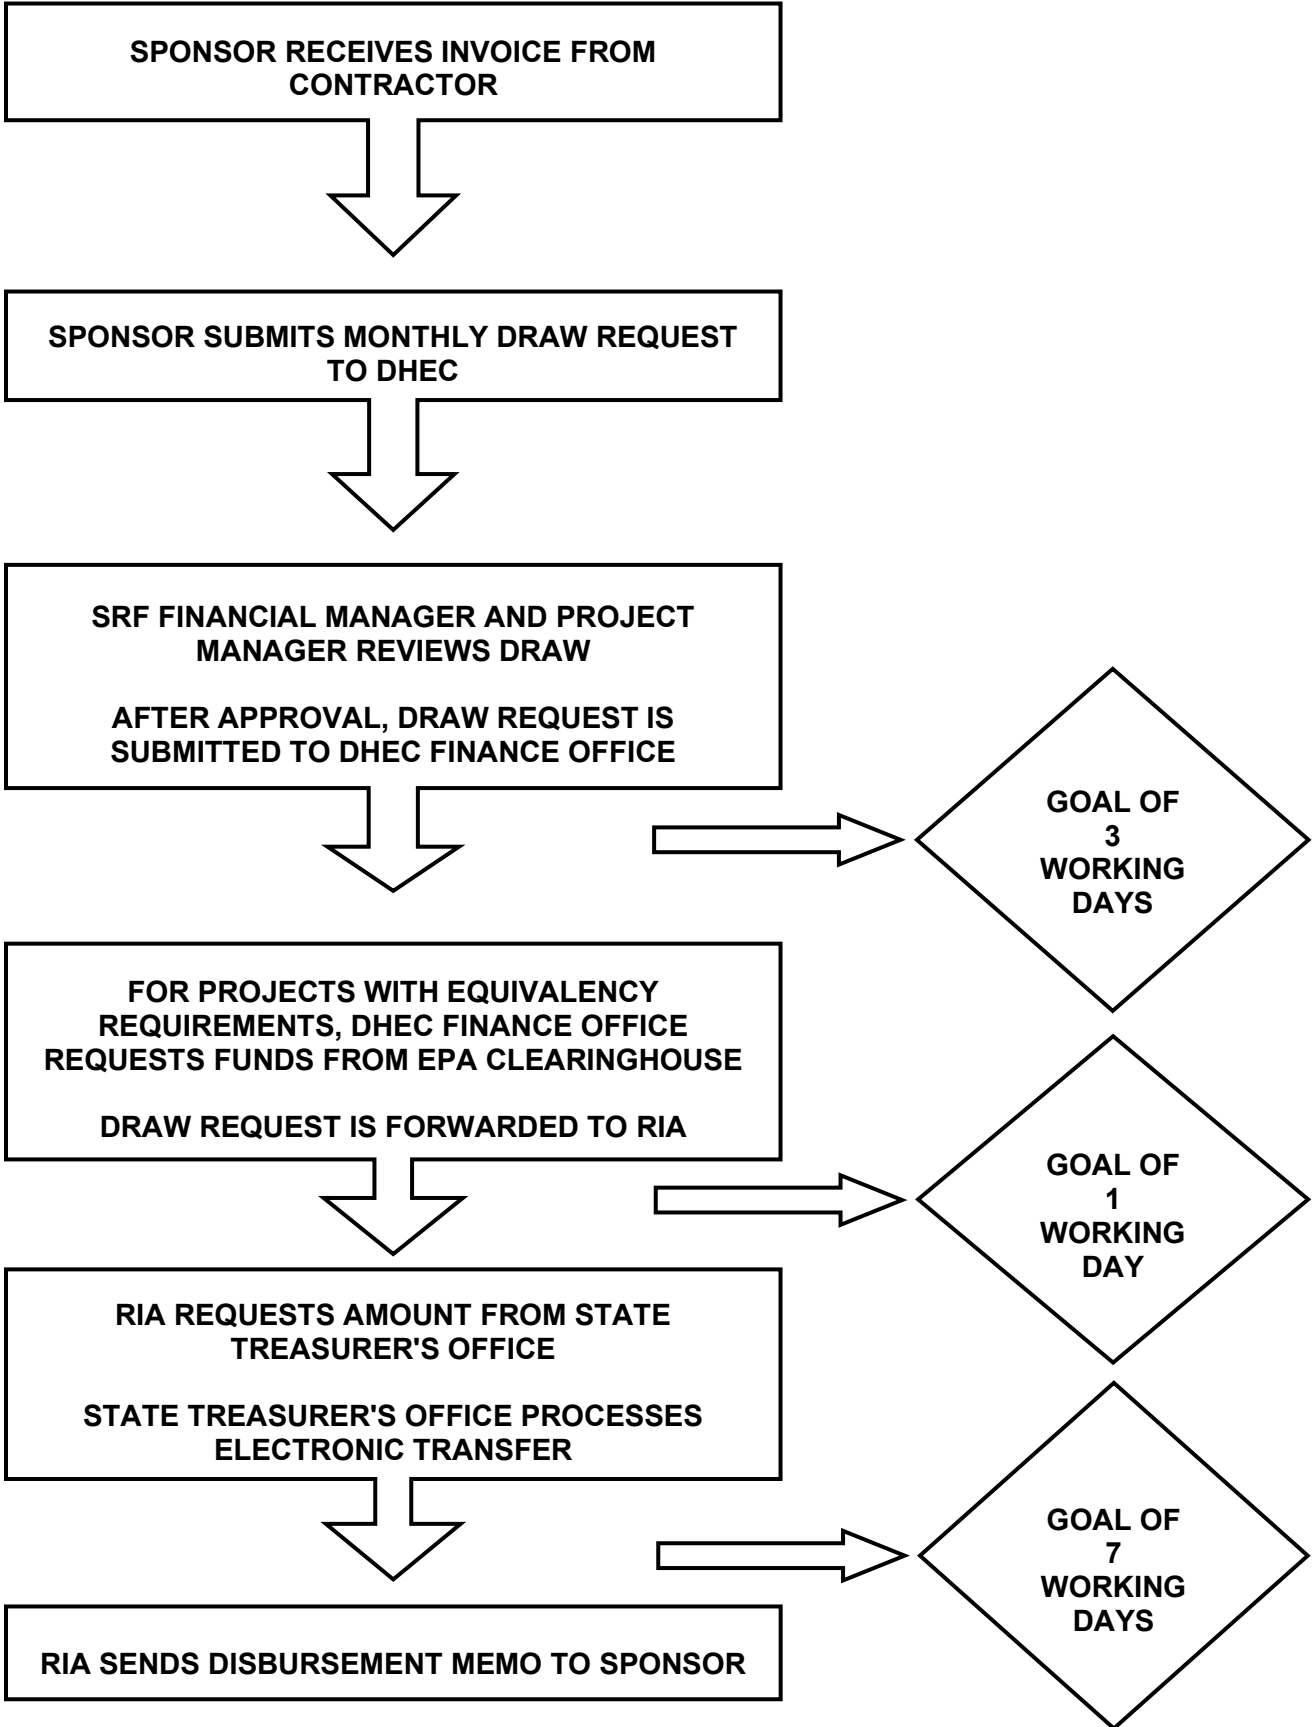 SPONSOR RECEIVES INVOICE FROM
CONTRACTOR
SPONSOR SUBMITS MONTHLY DRAW REQUEST
TO DHEC
SRF FINANCIAL MANAGER AND PROJECT
MANAGER REVIEWS DRAW
AFTER APPROVAL, DRAW REQUEST IS
SUBMITTED TO DHEC FINANCE OFFICE
GOAL OF
3
WORKING
DAYS
FOR PROJECTS WITH EQUIVALENCY
REQUIREMENTS, DHEC FINANCE OFFICE
REQUESTS FUNDS FROM EPA CLEARINGHOUSE
DRAW REQUEST IS FORWARDED TO RIA
GOAL OF
1
WORKING
DAY
RIA REQUESTS AMOUNT FROM STATE
TREASURER'S OFFICE
STATE TREASURER'S OFFICE PROCESSES
ELECTRONIC TRANSFER
GOAL OF
7
WORKING
DAYS
RIA SENDS DISBURSEMENT MEMO TO SPONSOR